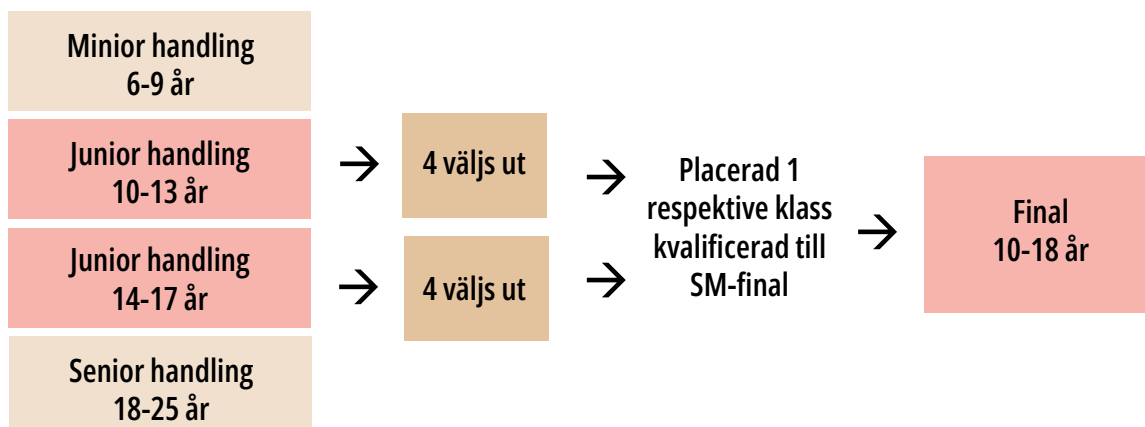 Minior handling
6-9 år
Junior handling
10-13 år
4 väljs ut
Junior handling
14-17 år
4 väljs ut
Senior handling
18-25 år
Placerad 1
respektive klass
kvalificerad till
SM-final
Final
10-18 år